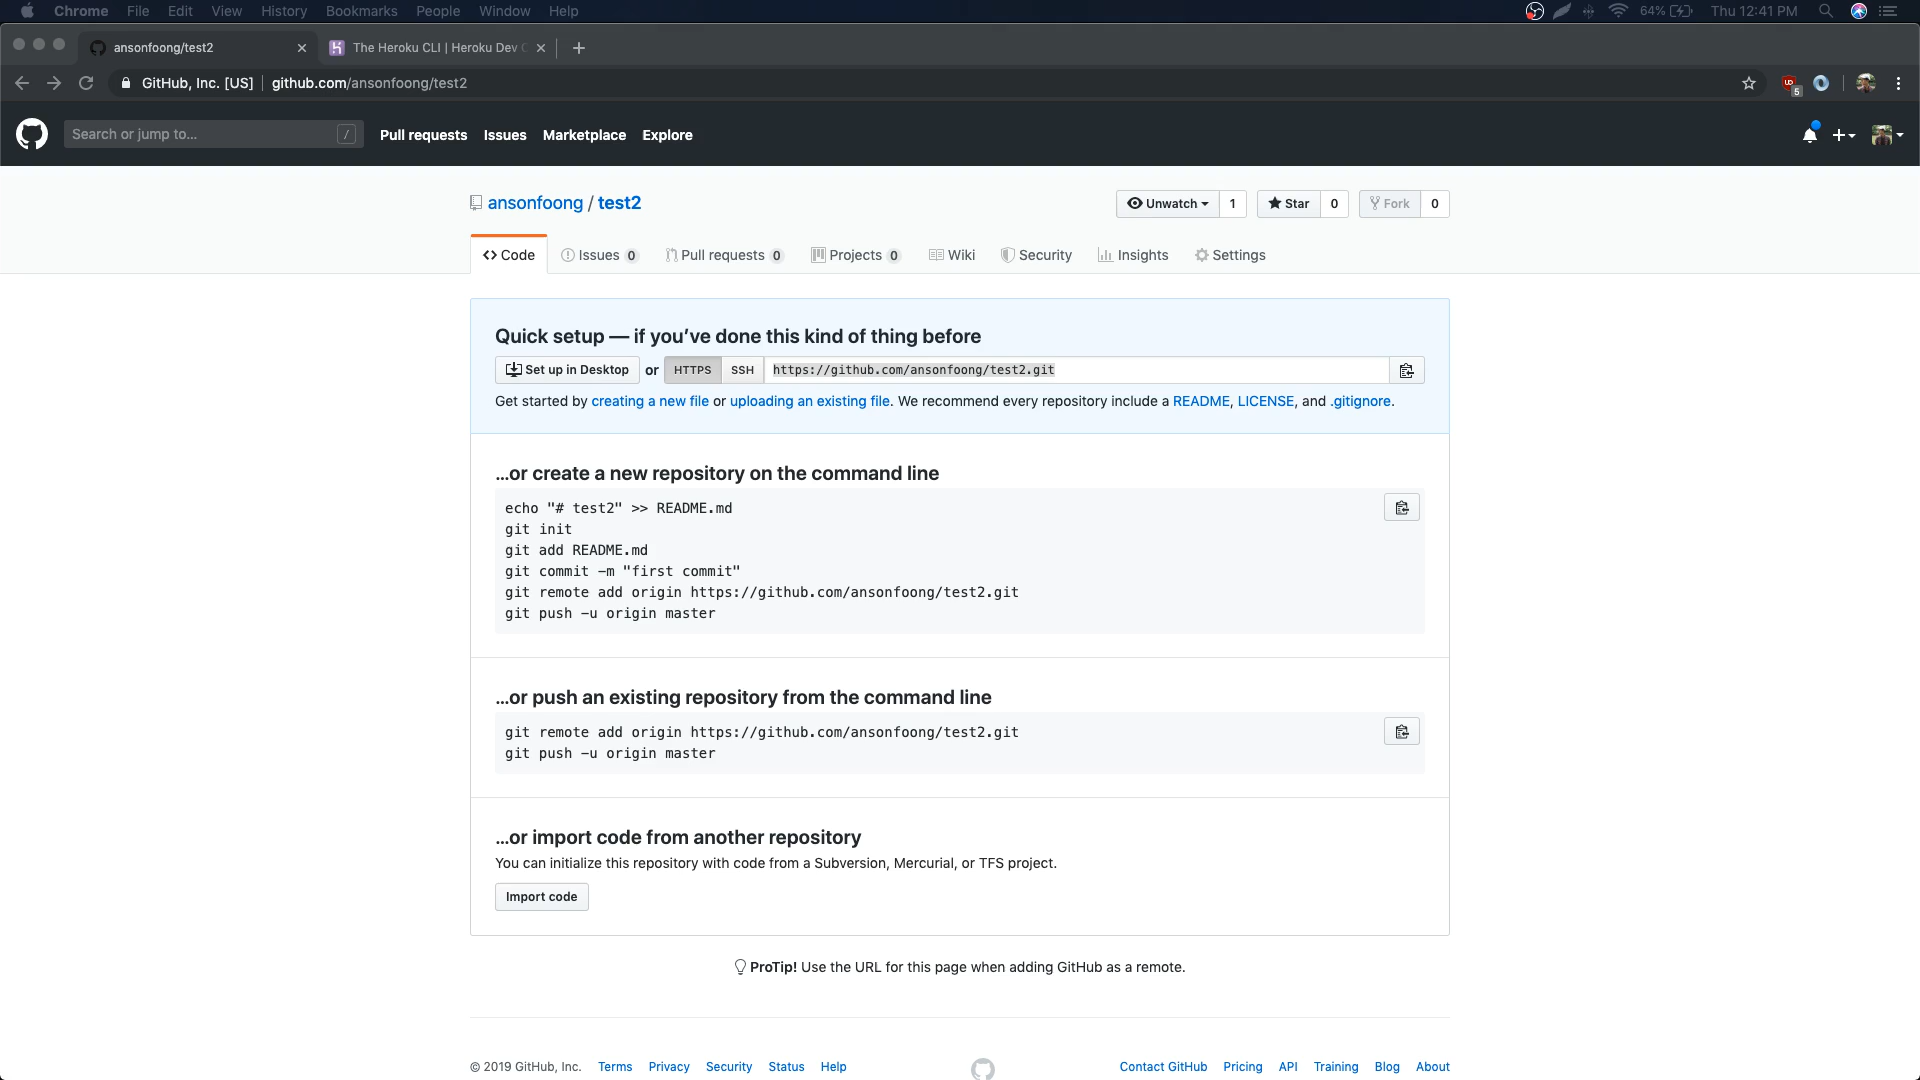 Chrome File Edit View History Bookmarks People Window Help 64% Thu 12:41 PM
ansonfoong/test2 The Heroku CLI | Heroku Dev C
GitHub, Inc. [US] github.com/ansonfoong/test2 UD 5
Search or jump to... / Pull requests Issues Marketplace Explore
ansonfoong / test2 Unwatch 1 Star 0 Fork 0
Code Issues 0 Pull requests 0 Projects 0 Wiki Security Insights Settings
Quick setup — if you’ve done this kind of thing before
Set up in Desktop or HTTPS SSH https://github.com/ansonfoong/test2.git
Get started by creating a new file or uploading an existing file. We recommend every repository include a README, LICENSE, and .gitignore.
…or create a new repository on the command line
echo "# test2" >> README.md
git init
git add README.md
git commit -m "first commit"
git remote add origin https://github.com/ansonfoong/test2.git
git push -u origin master
…or push an existing repository from the command line
git remote add origin https://github.com/ansonfoong/test2.git
git push -u origin master
…or import code from another repository
You can initialize this repository with code from a Subversion, Mercurial, or TFS project.
Import code
ProTip! Use the URL for this page when adding GitHub as a remote.
© 2019 GitHub, Inc. Terms Privacy Security Status Help Contact GitHub Pricing API Training Blog About